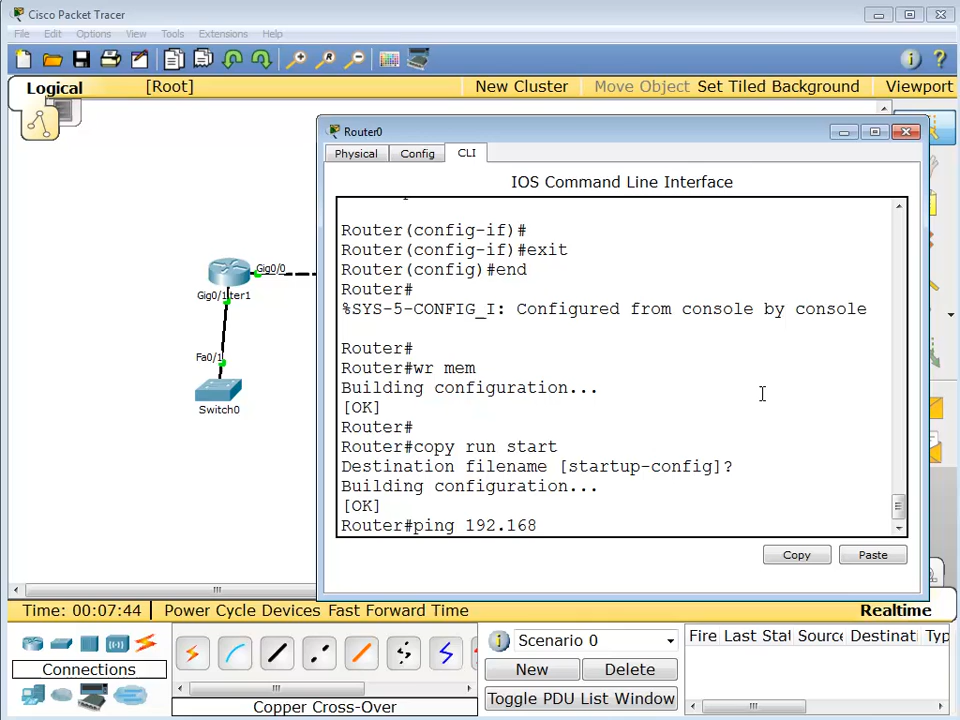 Cisco Packet Tracer
File Edit Options View Tools Extensions Help
Logical [Root] New Cluster Move Object Set Tiled Background Viewport
Router0
Physical Config CLI
IOS Command Line Interface
Router(config-if)#
Router(config-if)#exit
Router(config)#end
Router#
%SYS-5-CONFIG_I: Configured from console by console
Router#
Router#wr mem
Building configuration...
[OK]
Router#
Router#copy run start
Destination filename [startup-config]?
Building configuration...
[OK]
Router#ping 192.168
Copy Paste
Gig0/0
Gig0/1ter1
Fa0/1
Switch0
Time: 00:07:44 Power Cycle Devices Fast Forward Time Realtime
Scenario 0
Fire Last Stat Source Destinat Typ
New Delete
Toggle PDU List Window
Connections
Copper Cross-Over